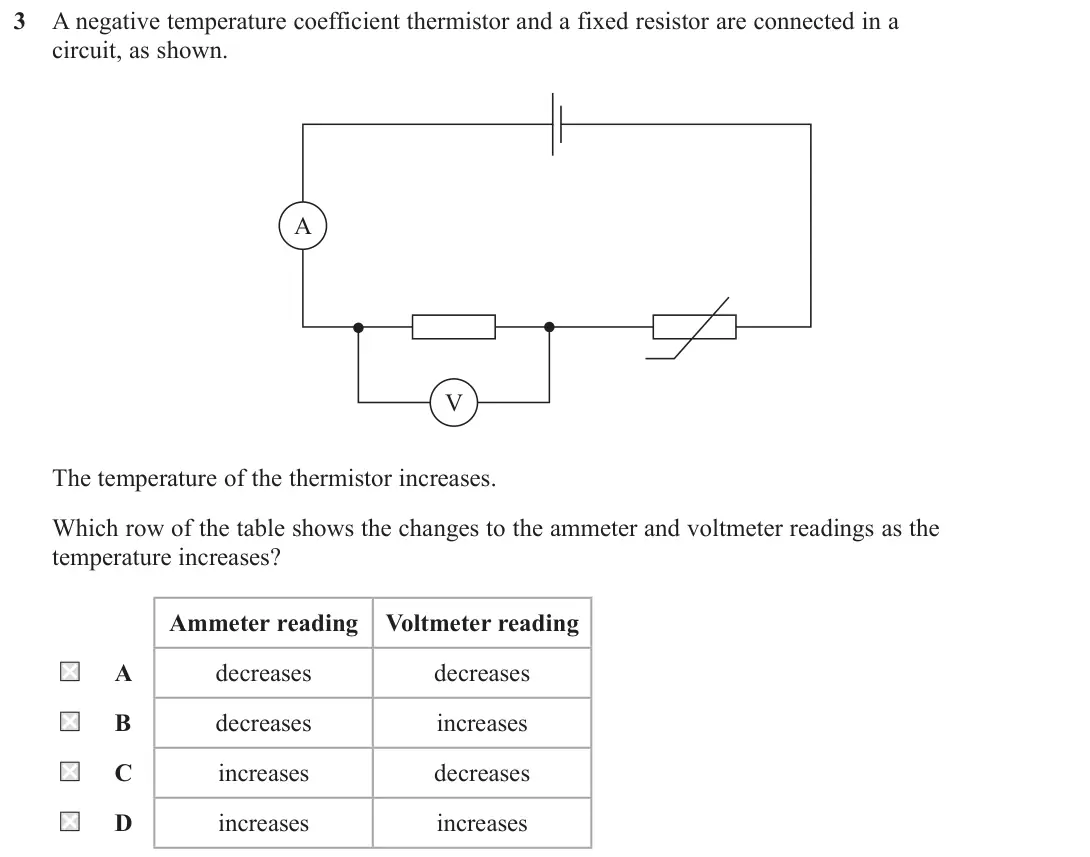 3 A negative temperature coefficient thermistor and a fixed resistor are connected in a
circuit, as shown.
A
V
The temperature of the thermistor increases.
Which row of the table shows the changes to the ammeter and voltmeter readings as the
temperature increases?
Ammeter reading Voltmeter reading
A decreases decreases
B decreases increases
C increases decreases
D increases increases